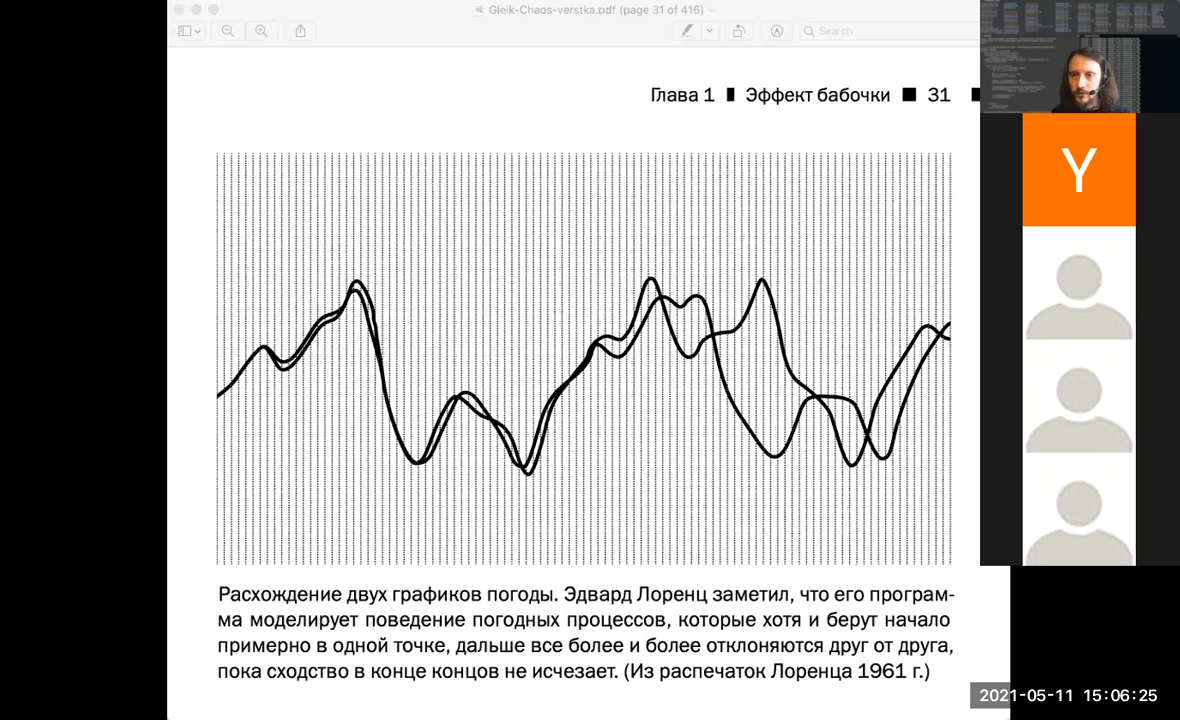 Gleik-Chaos-verstka.pdf (page 31 of 416)
Search
Глава 1 Эффект бабочки 31
Y
Расхождение двух графиков погоды. Эдвард Лоренц заметил, что его програм-
ма моделирует поведение погодных процессов, которые хотя и берут начало
примерно в одной точке, дальше все более и более отклоняются друг от друга,
пока сходство в конце концов не исчезает. (Из распечаток Лоренца 1961 г.)
2021-05-11 15:06:25